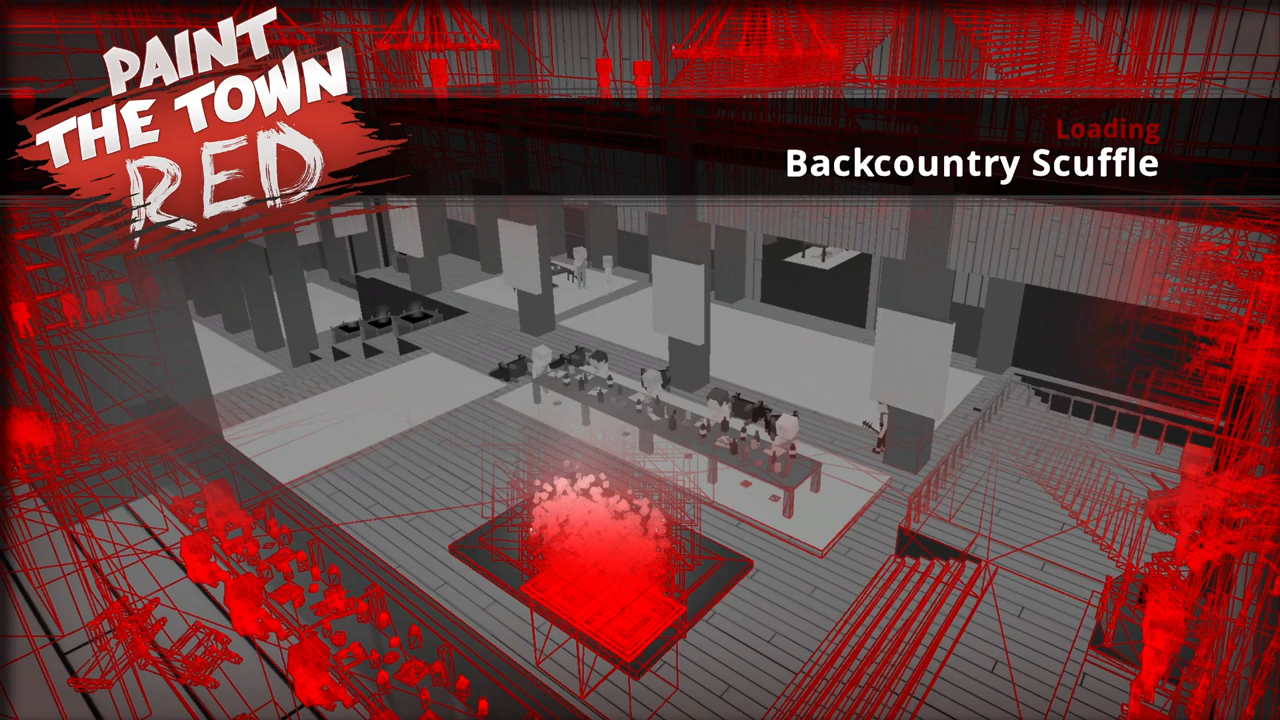 PAINT
THE TOWN
RED
Loading
Backcountry Scuffle